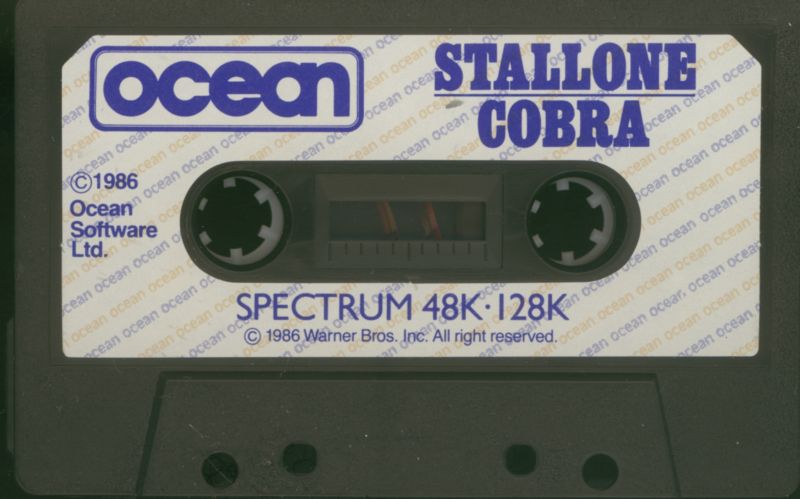 ocean
STALLONE
COBRA
©1986
Ocean
Software
Ltd.
SPECTRUM 48K·128K
© 1986 Warner Bros. Inc. All right reserved.